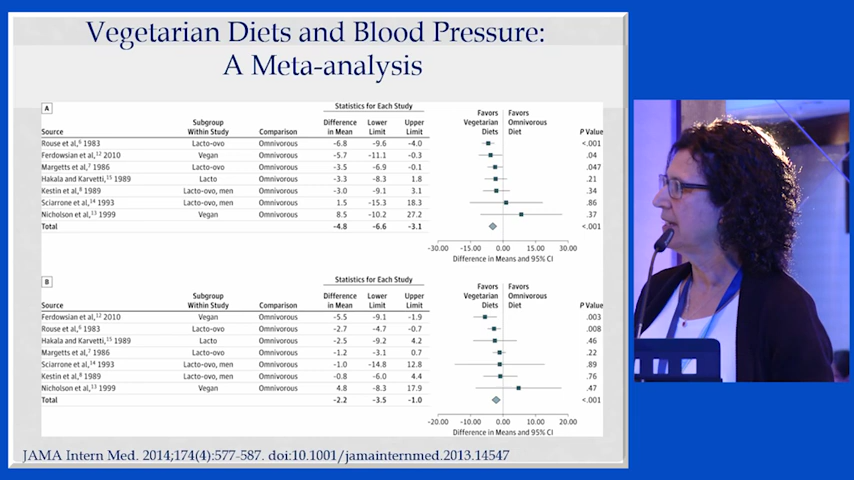 Vegetarian Diets and Blood Pressure:
A Meta-analysis
A
Statistics for Each Study
Favors Vegetarian Diets
Favors Omnivorous Diet
Source Subgroup Within Study Comparison Difference in Mean Lower Limit Upper Limit P Value
Rouse et al,6 1983 Lacto-ovo Omnivorous −6.8 −9.6 −4.0 <.001
Ferdowsian et al,12 2010 Vegan Omnivorous −5.7 −11.1 −0.3 .04
Margetts et al,7 1986 Lacto-ovo Omnivorous −3.5 −6.9 −0.1 .047
Hakala and Karvetti,15 1989 Lacto Omnivorous −3.3 −8.3 1.8 .21
Kestin et al,8 1989 Lacto-ovo, men Omnivorous −3.0 −9.1 3.1 .34
Sciarrone et al,14 1993 Lacto-ovo, men Omnivorous 1.5 −15.3 18.3 .86
Nicholson et al,13 1999 Vegan Omnivorous 8.5 −10.2 27.2 .37
Total −4.8 −6.6 −3.1 <.001
−30.00 −15.00 0.00 15.00 30.00
Difference in Means and 95% CI
B
Statistics for Each Study
Favors Vegetarian Diets
Favors Omnivorous Diet
Source Subgroup Within Study Comparison Difference in Mean Lower Limit Upper Limit P Value
Ferdowsian et al,12 2010 Vegan Omnivorous −5.5 −9.1 −1.9 .003
Rouse et al,6 1983 Lacto-ovo Omnivorous −2.7 −4.7 −0.7 .008
Hakala and Karvetti,15 1989 Lacto Omnivorous −2.5 −9.2 4.2 .46
Margetts et al,7 1986 Lacto-ovo Omnivorous −1.2 −3.1 0.7 .22
Sciarrone et al,14 1993 Lacto-ovo, men Omnivorous −1.0 −14.8 12.8 .89
Kestin et al,8 1989 Lacto-ovo, men Omnivorous −0.8 −6.0 4.4 .76
Nicholson et al,13 1999 Vegan Omnivorous 4.8 −8.3 17.9 .47
Total −2.2 −3.5 −1.0 <.001
−20.00 −10.00 0.00 10.00 20.00
Difference in Means and 95% CI
JAMA Intern Med. 2014;174(4):577-587. doi:10.1001/jamainternmed.2013.14547